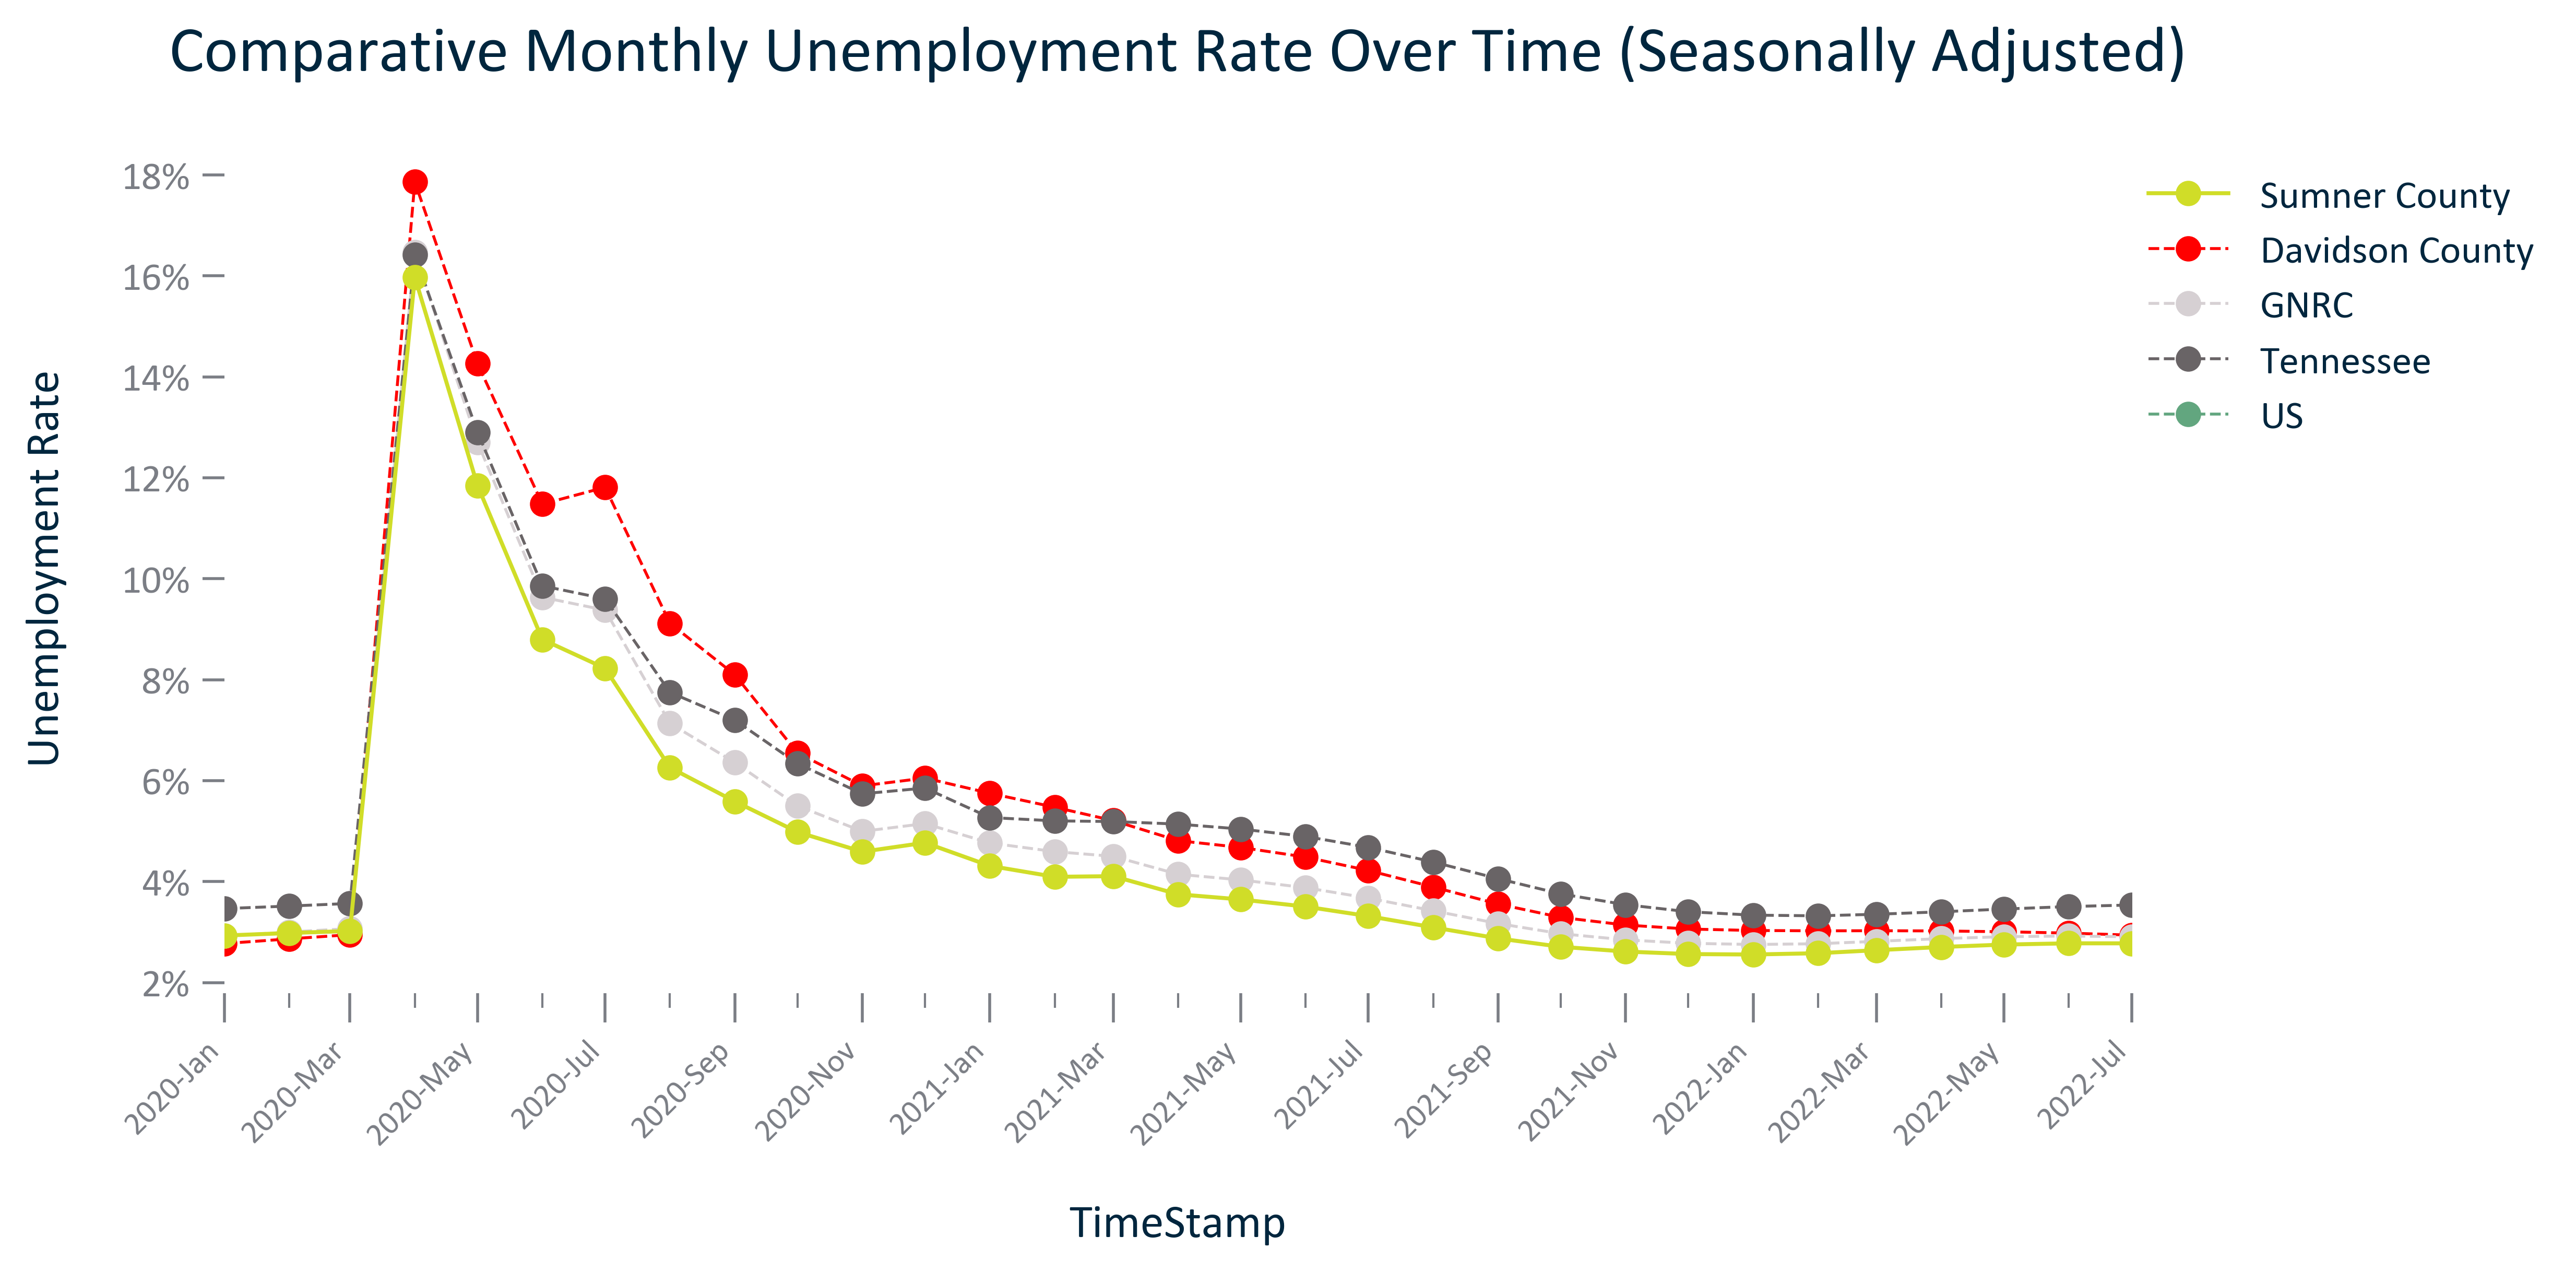 Comparative Monthly Unemployment Rate Over Time (Seasonally Adjusted)
18%
16%
14%
12%
10%
8%
6%
4%
2%
Unemployment Rate
Sumner County
Davidson County
GNRC
Tennessee
US
2020-Jan
2020-Mar
2020-May
2020-Jul
2020-Sep
2020-Nov
2021-Jan
2021-Mar
2021-May
2021-Jul
2021-Sep
2021-Nov
2022-Jan
2022-Mar
2022-May
2022-Jul
TimeStamp